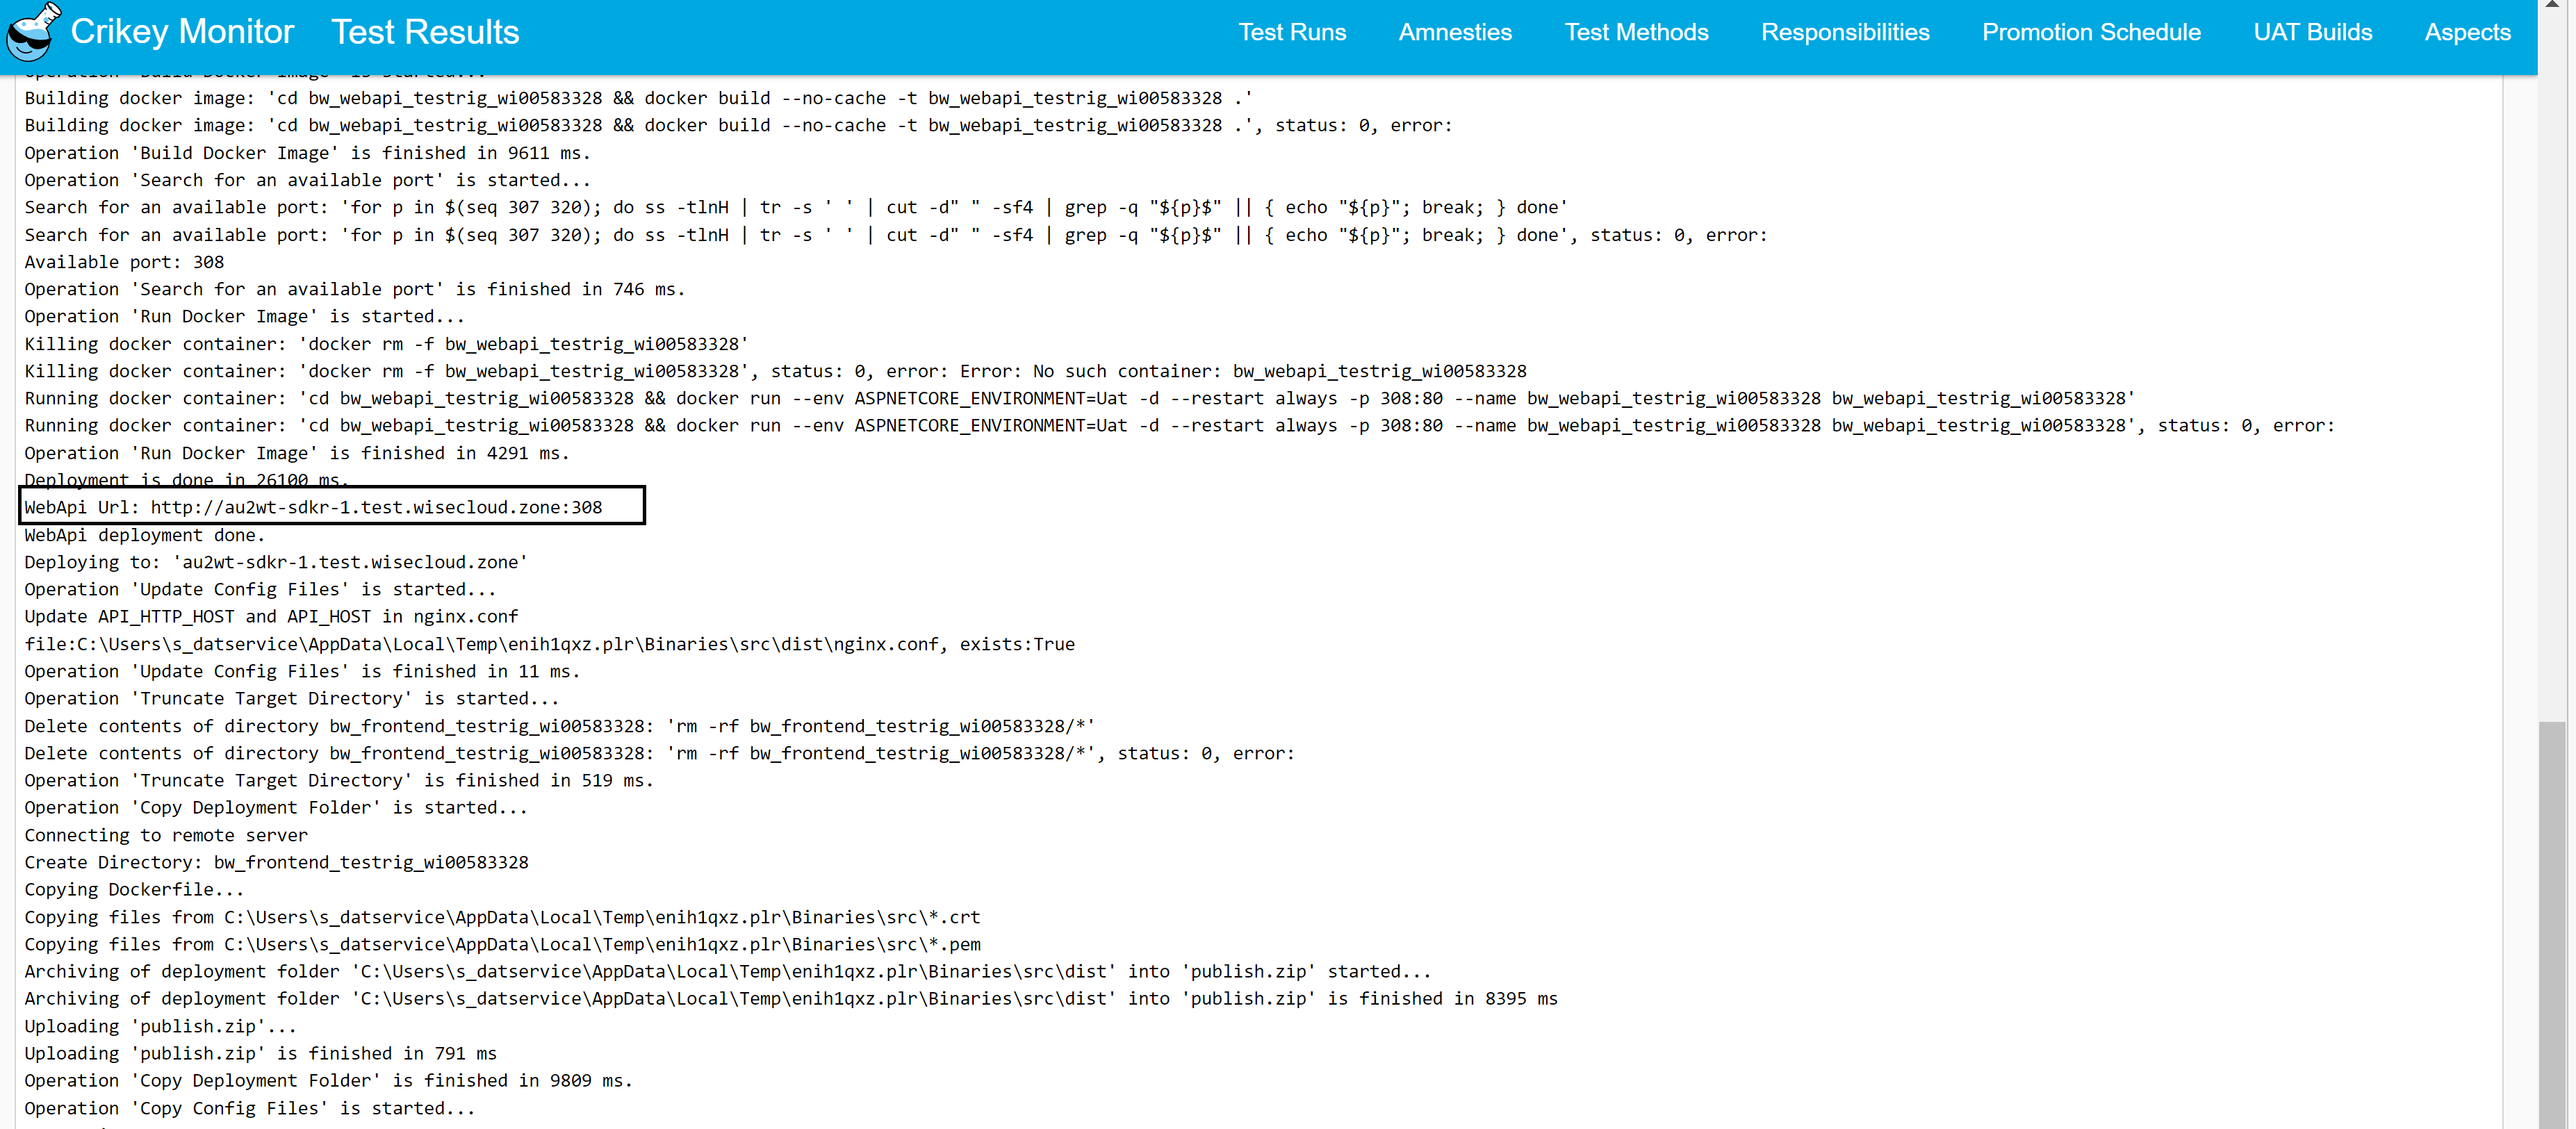 Crikey Monitor Test Results Test Runs Amnesties Test Methods Responsibilities Promotion Schedule UAT Builds Aspects
Operation 'Build Docker Image' is started...
Building docker image: 'cd bw_webapi_testrig_wi00583328 && docker build --no-cache -t bw_webapi_testrig_wi00583328 .'
Building docker image: 'cd bw_webapi_testrig_wi00583328 && docker build --no-cache -t bw_webapi_testrig_wi00583328 .', status: 0, error:
Operation 'Build Docker Image' is finished in 9611 ms.
Operation 'Search for an available port' is started...
Search for an available port: 'for p in $(seq 307 320); do ss -tlnH | tr -s ' ' | cut -d" " -sf4 | grep -q "${p}$" || { echo "${p}"; break; } done'
Search for an available port: 'for p in $(seq 307 320); do ss -tlnH | tr -s ' ' | cut -d" " -sf4 | grep -q "${p}$" || { echo "${p}"; break; } done', status: 0, error:
Available port: 308
Operation 'Search for an available port' is finished in 746 ms.
Operation 'Run Docker Image' is started...
Killing docker container: 'docker rm -f bw_webapi_testrig_wi00583328'
Killing docker container: 'docker rm -f bw_webapi_testrig_wi00583328', status: 0, error: Error: No such container: bw_webapi_testrig_wi00583328
Running docker container: 'cd bw_webapi_testrig_wi00583328 && docker run --env ASPNETCORE_ENVIRONMENT=Uat -d --restart always -p 308:80 --name bw_webapi_testrig_wi00583328 bw_webapi_testrig_wi00583328'
Running docker container: 'cd bw_webapi_testrig_wi00583328 && docker run --env ASPNETCORE_ENVIRONMENT=Uat -d --restart always -p 308:80 --name bw_webapi_testrig_wi00583328 bw_webapi_testrig_wi00583328', status: 0, error:
Operation 'Run Docker Image' is finished in 4291 ms.
Deployment is done in 26100 ms.
WebApi Url: http://au2wt-sdkr-1.test.wisecloud.zone:308
WebApi deployment done.
Deploying to: 'au2wt-sdkr-1.test.wisecloud.zone'
Operation 'Update Config Files' is started...
Update API_HTTP_HOST and API_HOST in nginx.conf
file:C:\Users\s_datservice\AppData\Local\Temp\enih1qxz.plr\Binaries\src\dist\nginx.conf, exists:True
Operation 'Update Config Files' is finished in 11 ms.
Operation 'Truncate Target Directory' is started...
Delete contents of directory bw_frontend_testrig_wi00583328: 'rm -rf bw_frontend_testrig_wi00583328/*'
Delete contents of directory bw_frontend_testrig_wi00583328: 'rm -rf bw_frontend_testrig_wi00583328/*', status: 0, error:
Operation 'Truncate Target Directory' is finished in 519 ms.
Operation 'Copy Deployment Folder' is started...
Connecting to remote server
Create Directory: bw_frontend_testrig_wi00583328
Copying Dockerfile...
Copying files from C:\Users\s_datservice\AppData\Local\Temp\enih1qxz.plr\Binaries\src\*.crt
Copying files from C:\Users\s_datservice\AppData\Local\Temp\enih1qxz.plr\Binaries\src\*.pem
Archiving of deployment folder 'C:\Users\s_datservice\AppData\Local\Temp\enih1qxz.plr\Binaries\src\dist' into 'publish.zip' started...
Archiving of deployment folder 'C:\Users\s_datservice\AppData\Local\Temp\enih1qxz.plr\Binaries\src\dist' into 'publish.zip' is finished in 8395 ms
Uploading 'publish.zip'...
Uploading 'publish.zip' is finished in 791 ms
Operation 'Copy Deployment Folder' is finished in 9809 ms.
Operation 'Copy Config Files' is started...